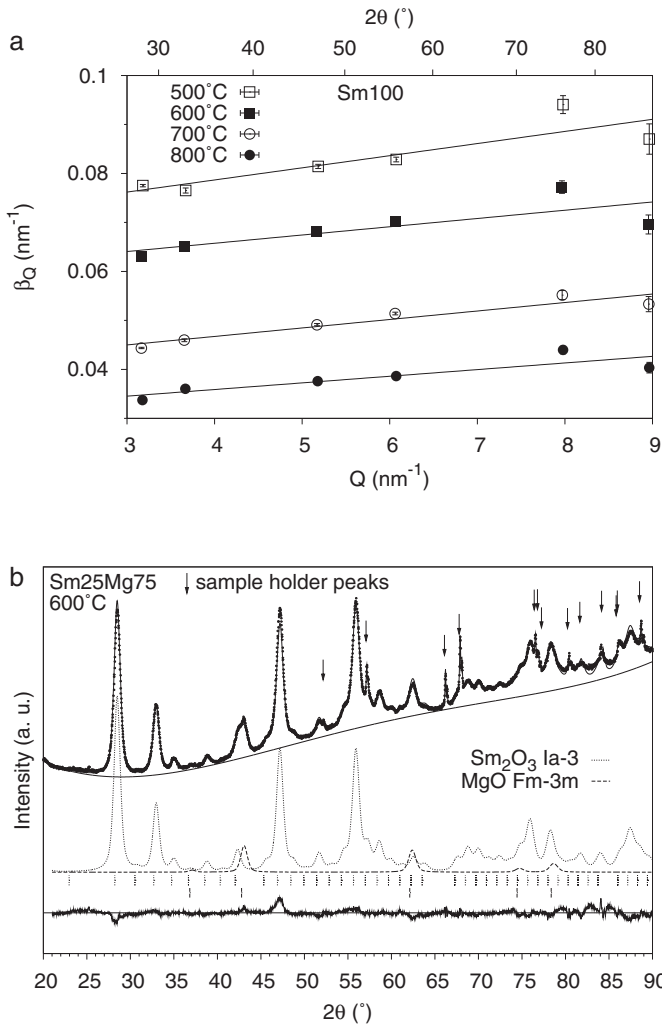 2θ (˚)
30 40 50 60 70 80
a
0.1
0.08
0.06
0.04
βQ (nm-1)
Sm100
500˚C
600˚C
700˚C
800˚C
3 4 5 6 7 8 9
Q (nm-1)
b
Sm25Mg75
600˚C
sample holder peaks
Intensity (a. u.)
Sm2O3 Ia-3
MgO Fm-3m
20 25 30 35 40 45 50 55 60 65 70 75 80 85 90
2θ (˚)